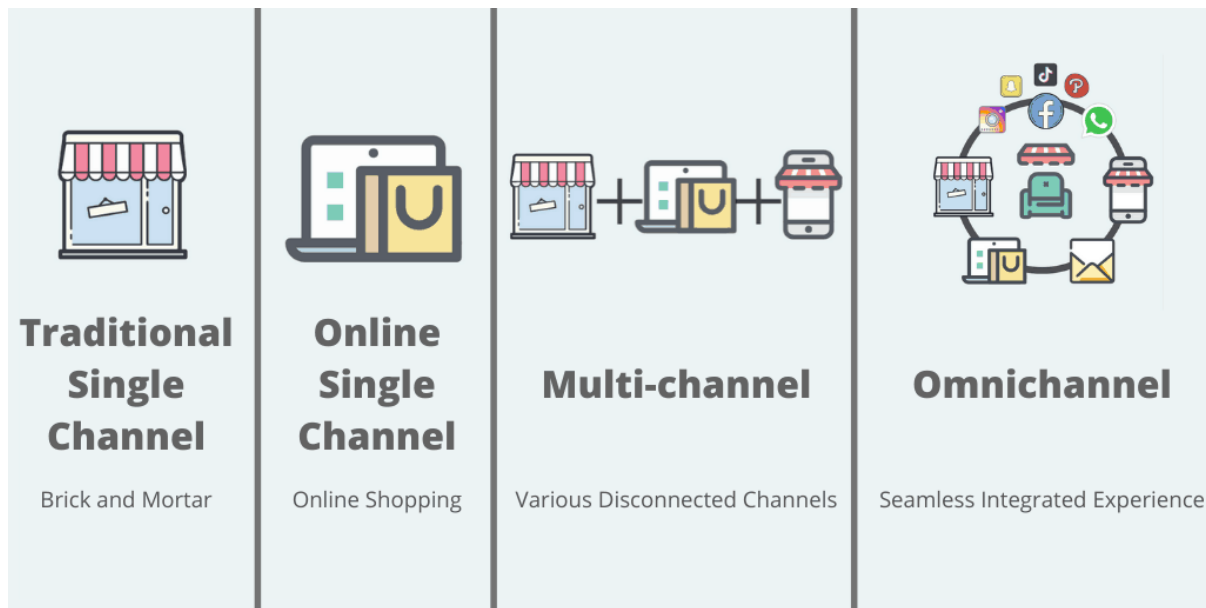 Traditional
Single
Channel
Brick and Mortar
Online
Single
Channel
Online Shopping
Multi-channel
Various Disconnected Channels
Omnichannel
Seamless Integrated Experience